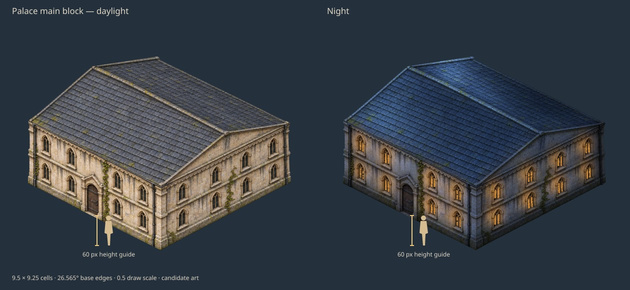 Palace main block — daylight
Night
60 px height guide
60 px height guide
9.5 × 9.25 cells · 26.565° base edges · 0.5 draw scale · candidate art